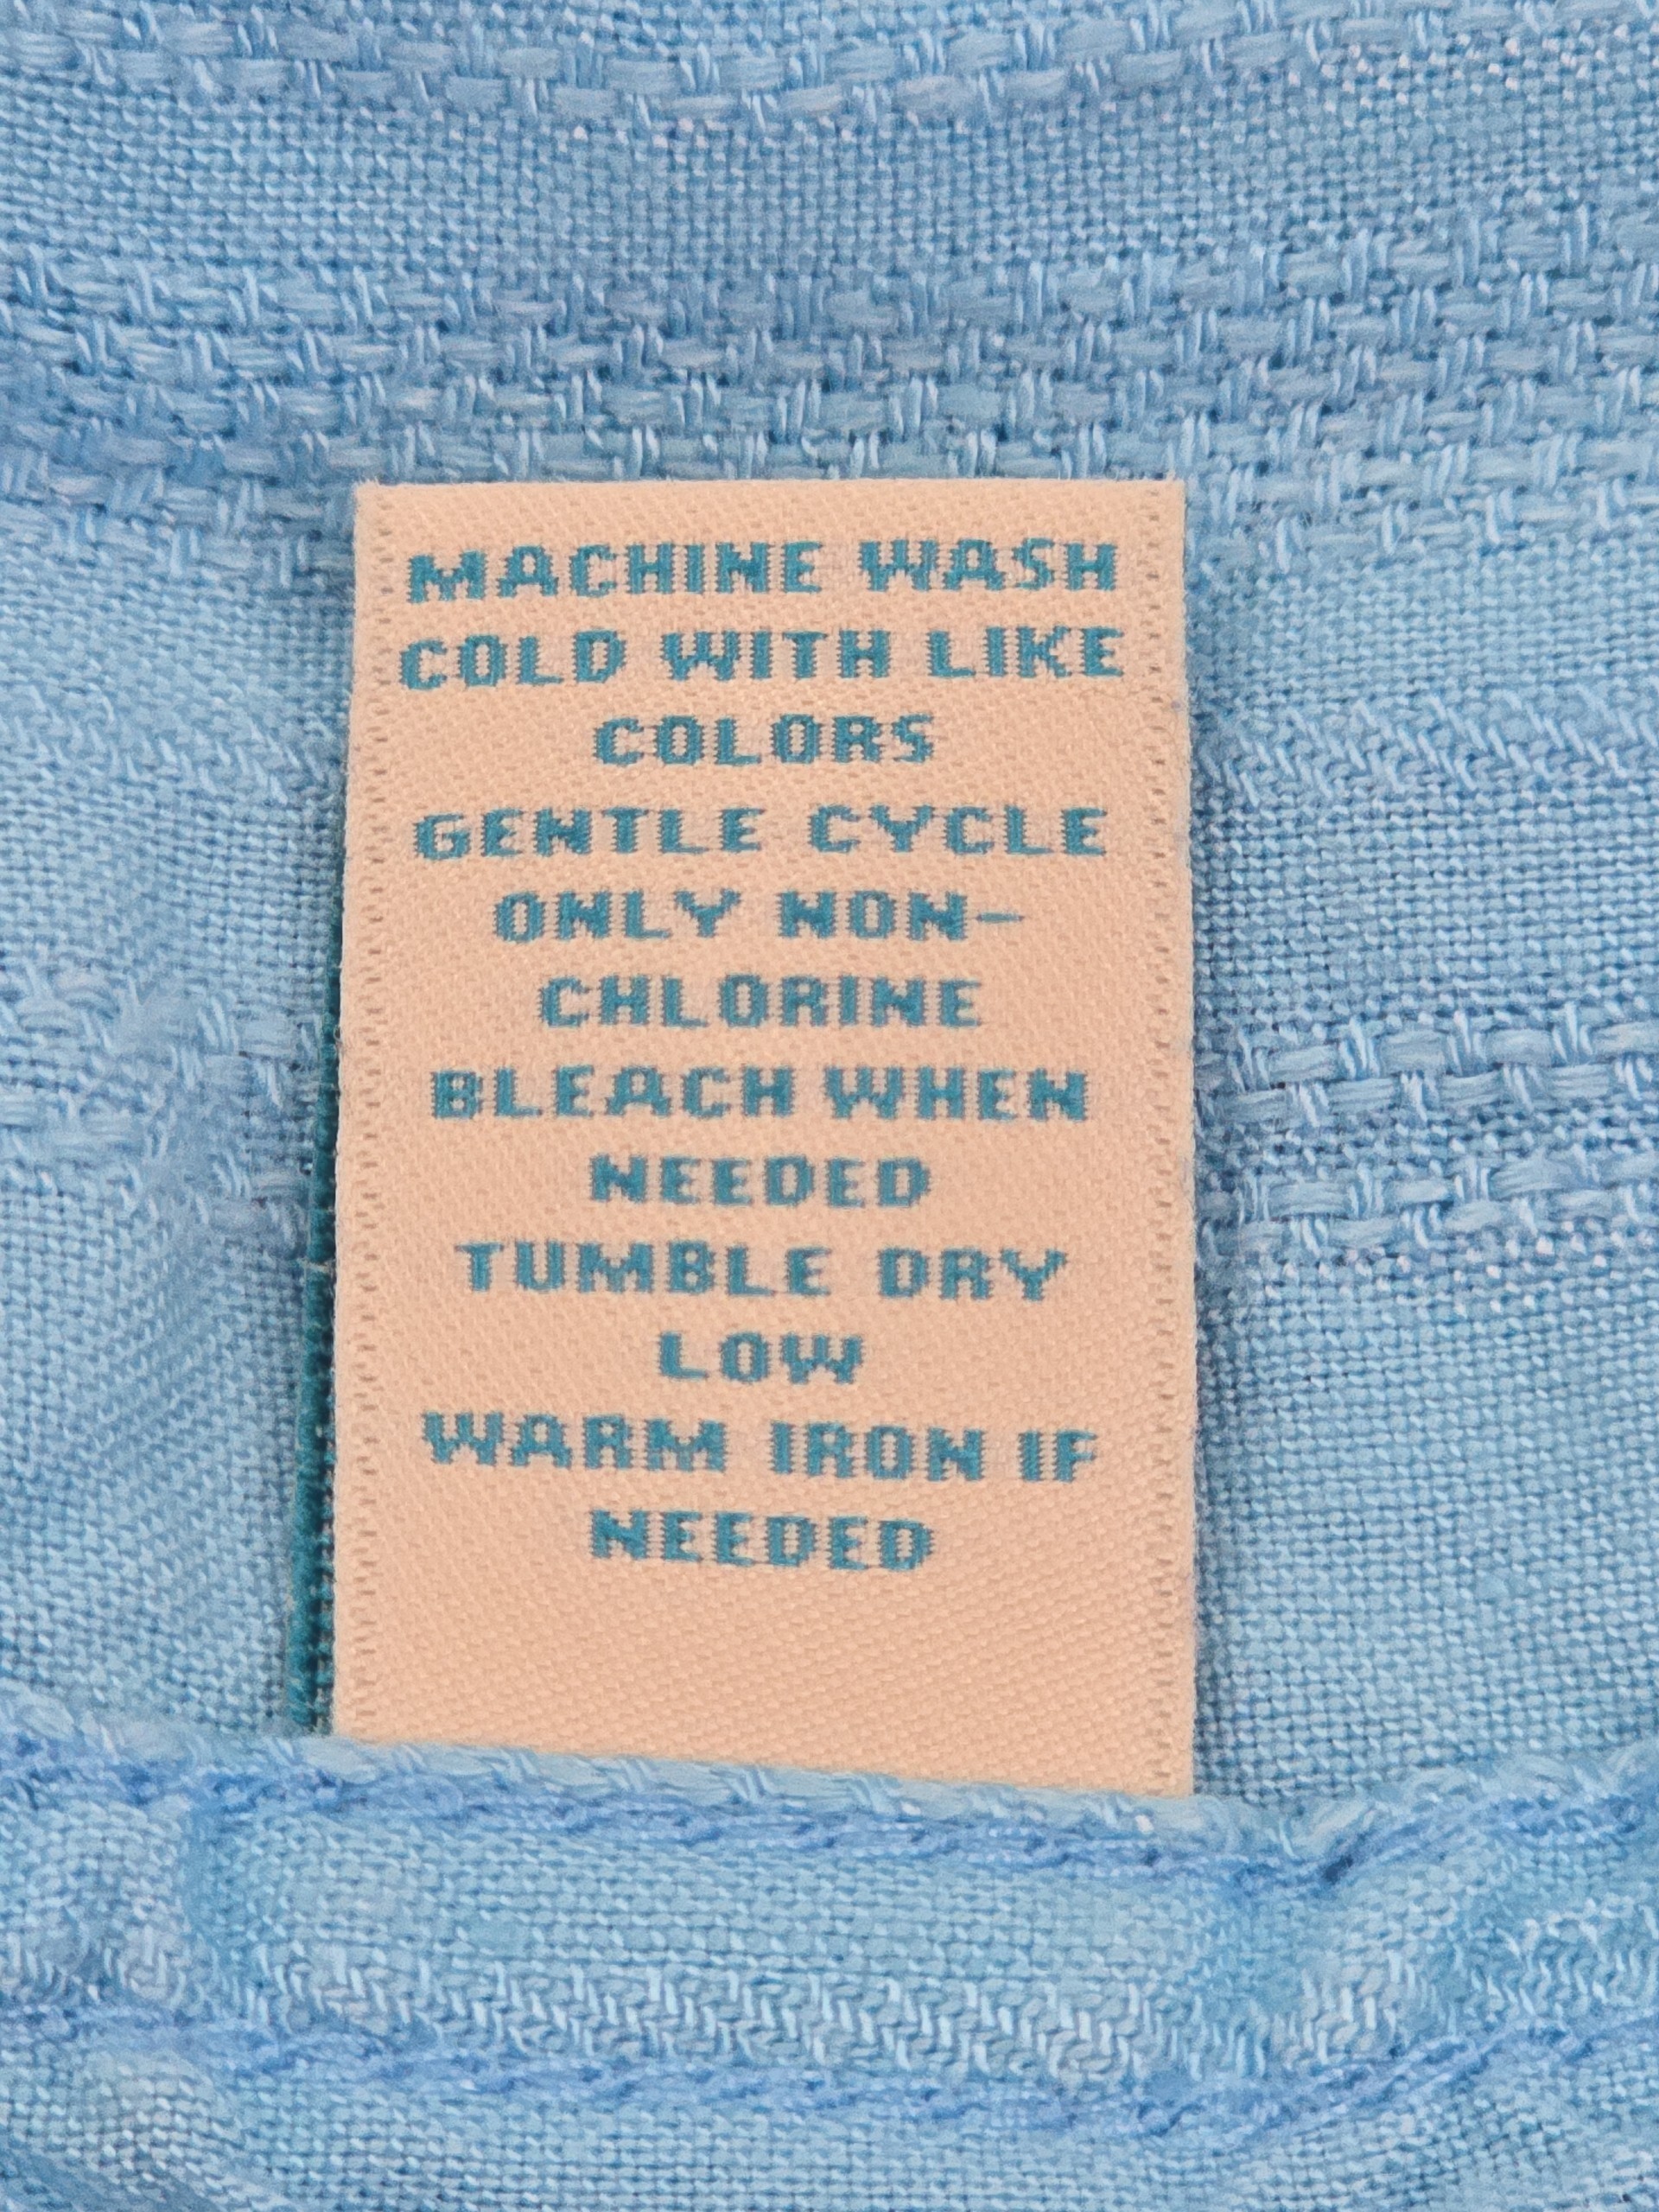 MACHINE WASH
COLD WITH LIKE
COLORS
GENTLE CYCLE
ONLY NON-
CHLORINE
BLEACH WHEN
NEEDED
TUMBLE DRY
LOW
WARM IRON IF
NEEDED